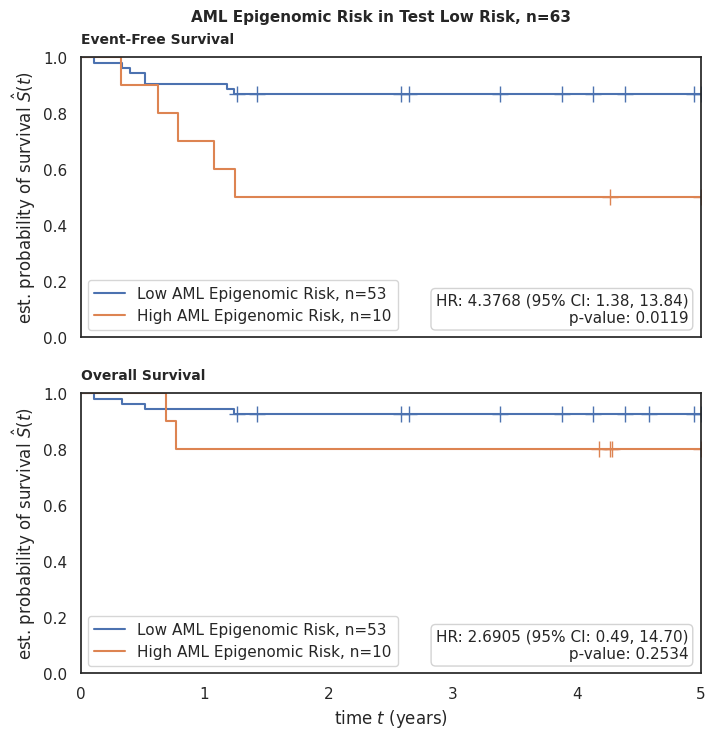 AML Epigenomic Risk in Test Low Risk, n=63
Event-Free Survival
est. probability of survival Ŝ(t)
1.0
0.8
0.6
0.4
0.2
0.0
Low AML Epigenomic Risk, n=53
High AML Epigenomic Risk, n=10
HR: 4.3768 (95% CI: 1.38, 13.84)
p-value: 0.0119
Overall Survival
est. probability of survival Ŝ(t)
1.0
0.8
0.6
0.4
0.2
0.0
Low AML Epigenomic Risk, n=53
High AML Epigenomic Risk, n=10
HR: 2.6905 (95% CI: 0.49, 14.70)
p-value: 0.2534
0 1 2 3 4 5
time t (years)